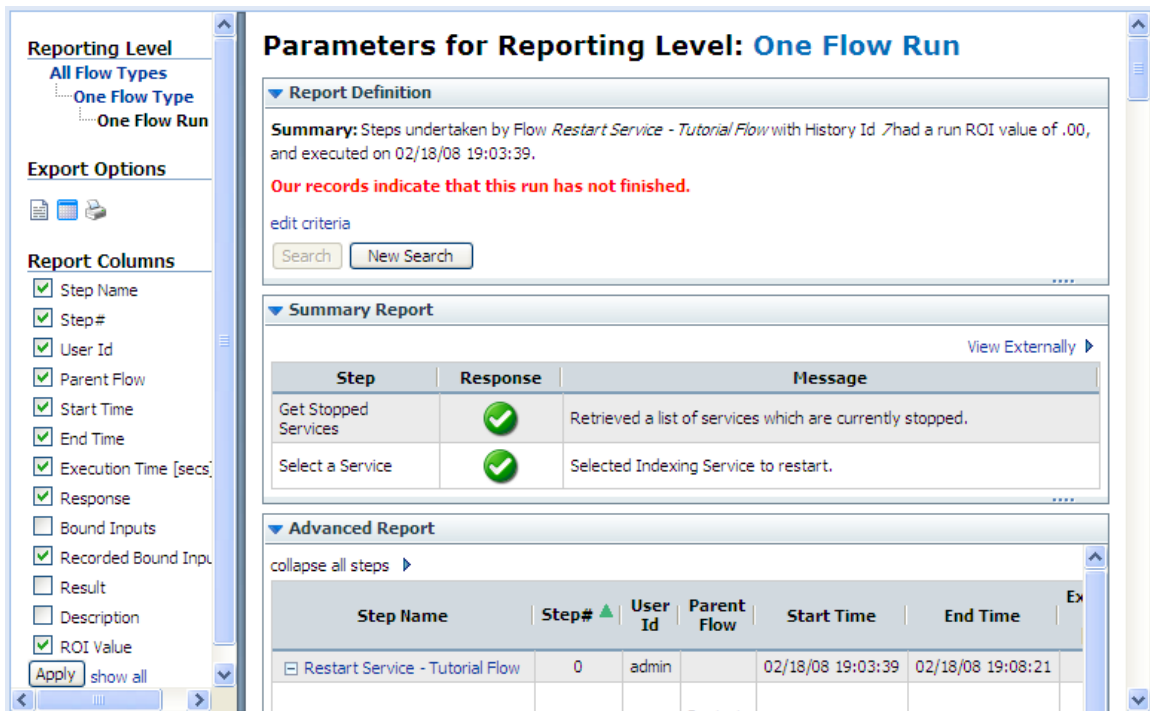 Reporting Level
All Flow Types
One Flow Type
One Flow Run
Export Options
Report Columns
Step Name
Step#
User Id
Parent Flow
Start Time
End Time
Execution Time [secs]
Response
Bound Inputs
Recorded Bound Inpu
Result
Description
ROI Value
Apply show all
Parameters for Reporting Level: One Flow Run
Report Definition
Summary: Steps undertaken by Flow Restart Service - Tutorial Flow with History Id 7had a run ROI value of .00,
and executed on 02/18/08 19:03:39.
Our records indicate that this run has not finished.
edit criteria
Search New Search
Summary Report
View Externally
Step Response Message
Get Stopped
Services
Retrieved a list of services which are currently stopped.
Select a Service Selected Indexing Service to restart.
Advanced Report
collapse all steps
Step Name Step# User Id Parent Flow Start Time End Time Ex
Restart Service - Tutorial Flow 0 admin 02/18/08 19:03:39 02/18/08 19:08:21